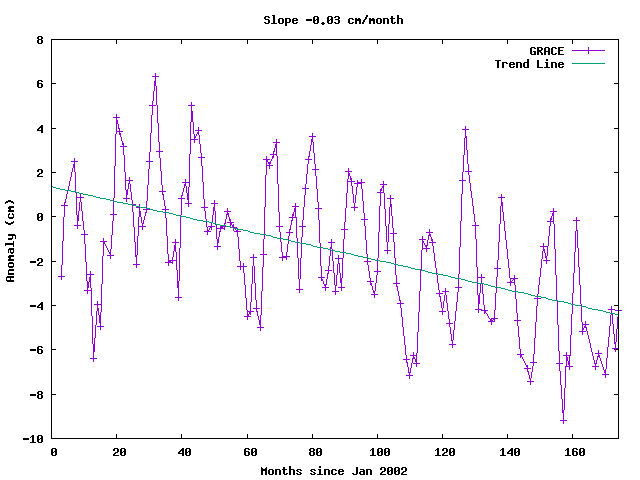 Slope -0.03 cm/month
GRACE
Trend Line
8
6
4
2
0
-2
-4
-6
-8
-10
Anomaly (cm)
0 20 40 60 80 100 120 140 160
Months since Jan 2002